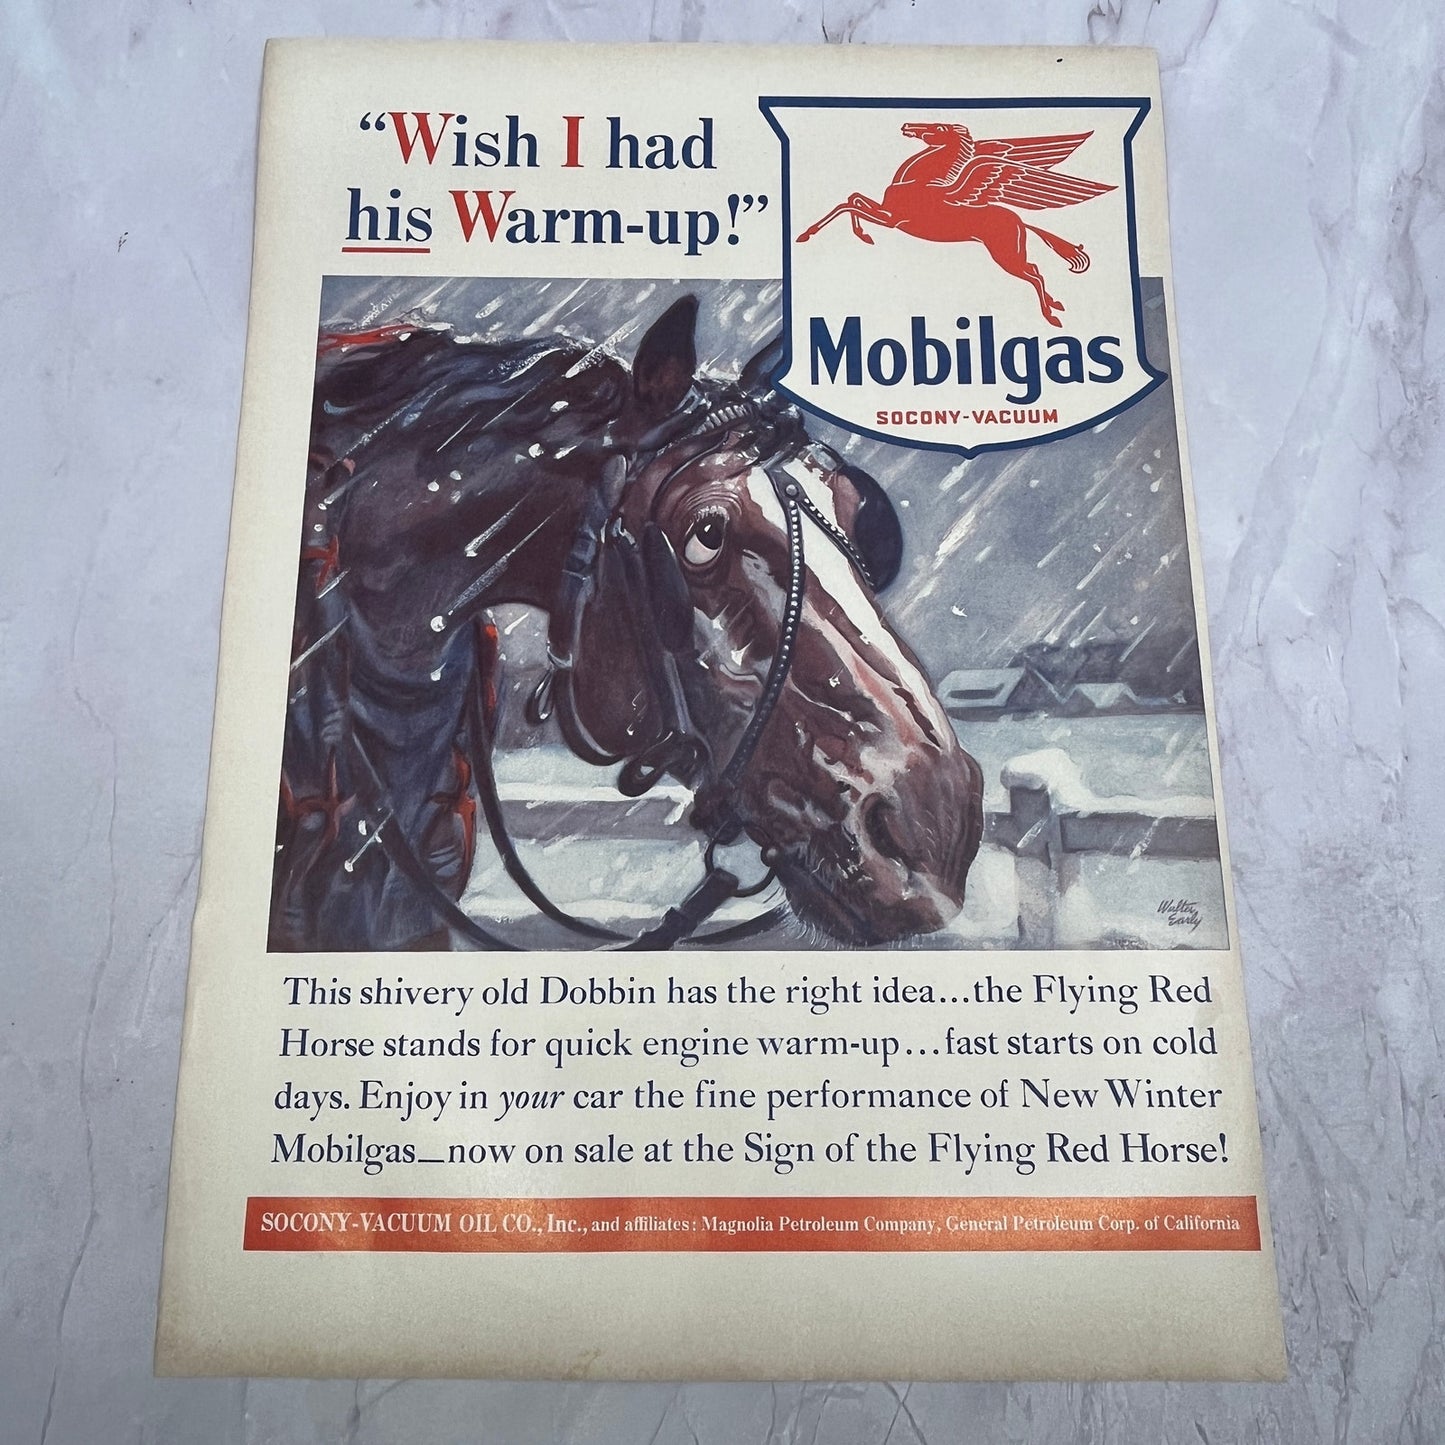 “Wish I had
his Warm-up!”
Mobilgas
SOCONY-VACUUM
Walter
Early
This shivery old Dobbin has the right idea...the Flying Red
Horse stands for quick engine warm-up...fast starts on cold
days. Enjoy in your car the fine performance of New Winter
Mobilgas—now on sale at the Sign of the Flying Red Horse!
SOCONY-VACUUM OIL CO., Inc., and affiliates: Magnolia Petroleum Company, General Petroleum Corp. of California